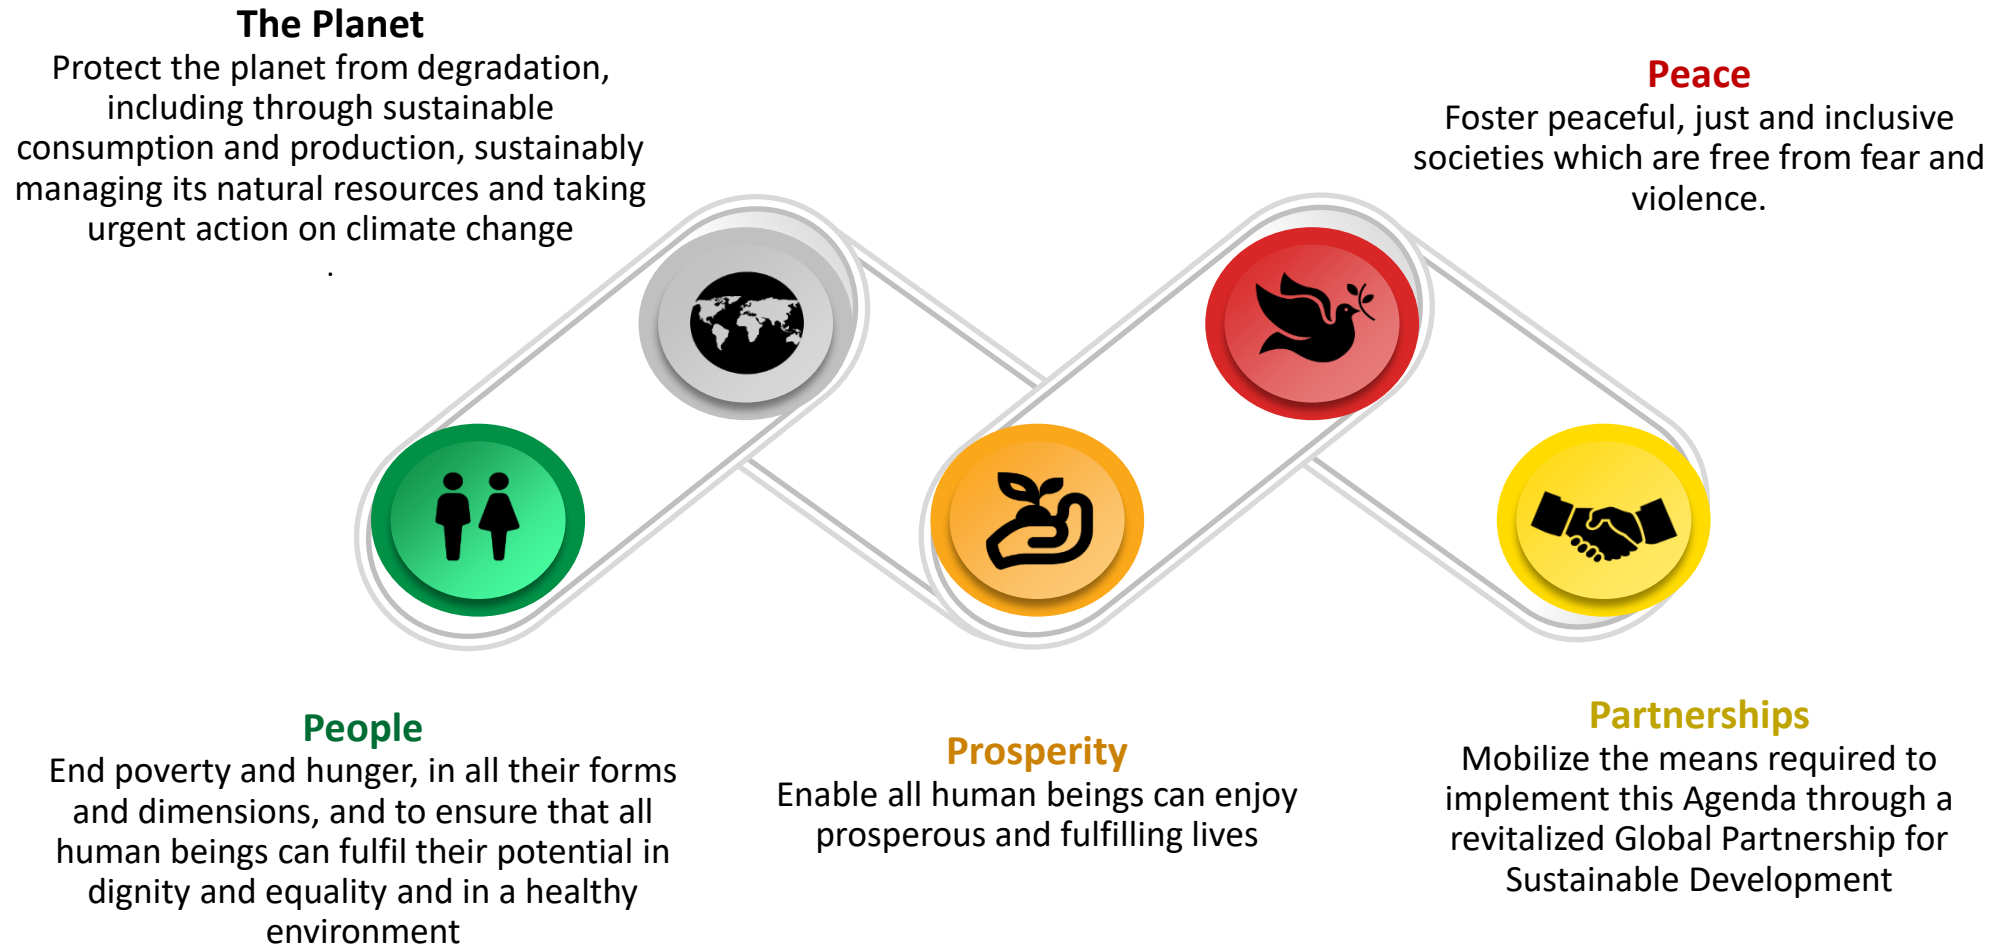 The Planet
Protect the planet from degradation,
including through sustainable
consumption and production, sustainably
managing its natural resources and taking
urgent action on climate change
.
Peace
Foster peaceful, just and inclusive
societies which are free from fear and
violence.
People
End poverty and hunger, in all their forms
and dimensions, and to ensure that all
human beings can fulfil their potential in
dignity and equality and in a healthy
environment
Prosperity
Enable all human beings can enjoy
prosperous and fulfilling lives
Partnerships
Mobilize the means required to
implement this Agenda through a
revitalized Global Partnership for
Sustainable Development